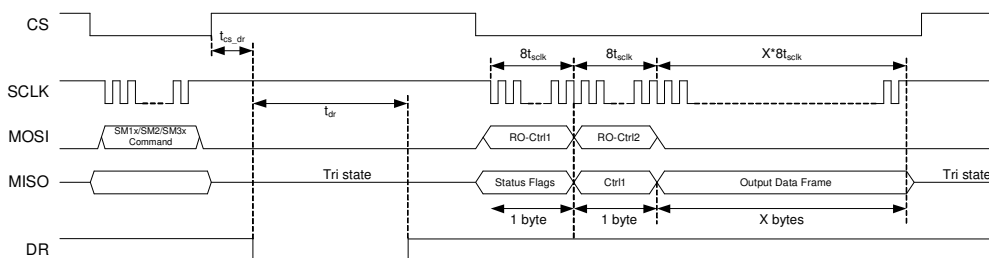 CS
t_cs_dr
8t_sclk
8t_sclk
X*8t_sclk
SCLK
t_dr
MOSI
SM1x/SM2/SM3x
Command
RO-Ctrl1
RO-Ctrl2
MISO
Tri state
Status Flags
Ctrl1
Output Data Frame
Tri state
1 byte
1 byte
X bytes
DR